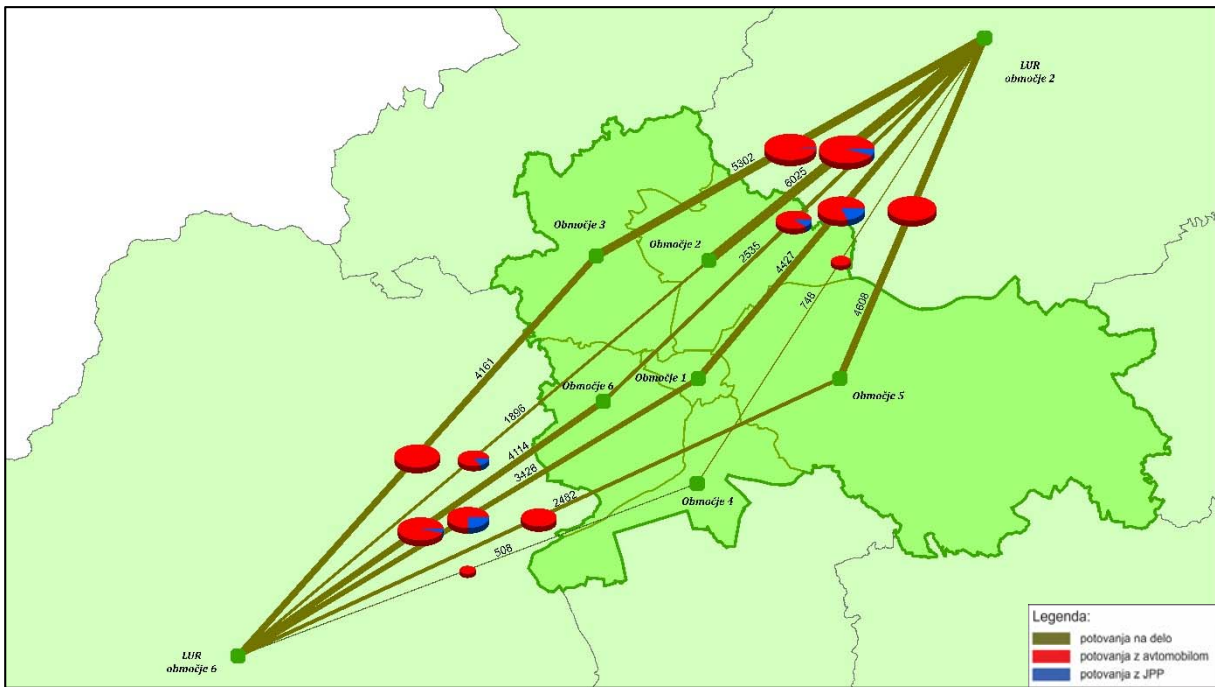 LUR
območje 2
5302
6025
Območje 3
Območje 2
2535
4427
748
4608
4161
Območje 6
Območje 1
Območje 5
1896
4114
3426
2482
Območje 4
508
LUR
območje 6
Legenda:
potovanja na delo
potovanja z avtomobilom
potovanja z JPP